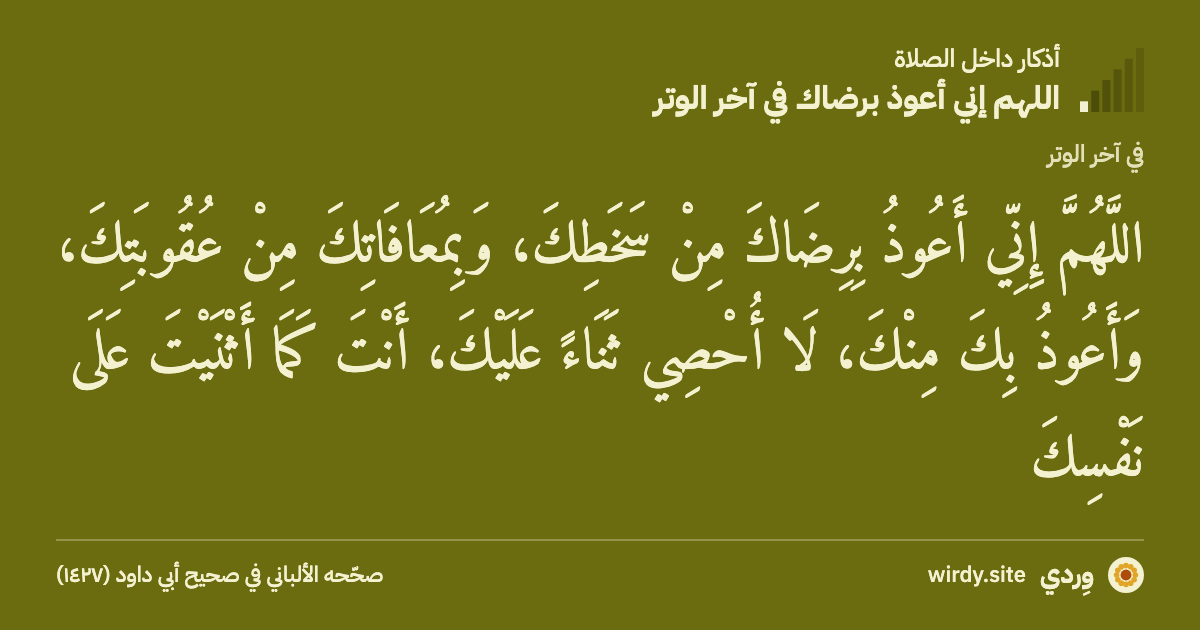 أذكار داخل الصلاة
اللهم إني أعوذ برضاك في آخر الوتر
في آخر الوتر
اللَّهُمَّ إِنِّي أَعُوذُ بِرِضَاكَ مِنْ سَخَطِكَ، وَبِمُعَافَاتِكَ مِنْ عُقُوبَتِكَ،
وَأَعُوذُ بِكَ مِنْكَ، لَا أُحْصِي ثَنَاءً عَلَيْكَ، أَنْتَ كَمَا أَثْنَيْتَ عَلَى
نَفْسِكَ
وِردي wirdy.site
صحّحه الألباني في صحيح أبي داود (١٤٢٧)